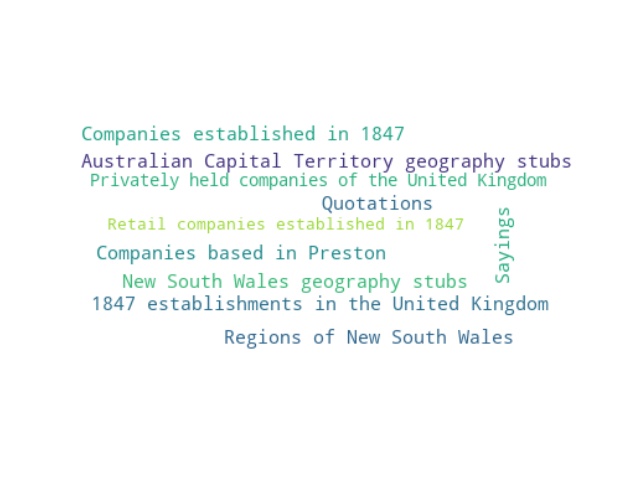 Companies established in 1847
Australian Capital Territory geography stubs
Privately held companies of the United Kingdom
Quotations
Retail companies established in 1847
Sayings
Companies based in Preston
New South Wales geography stubs
1847 establishments in the United Kingdom
Regions of New South Wales